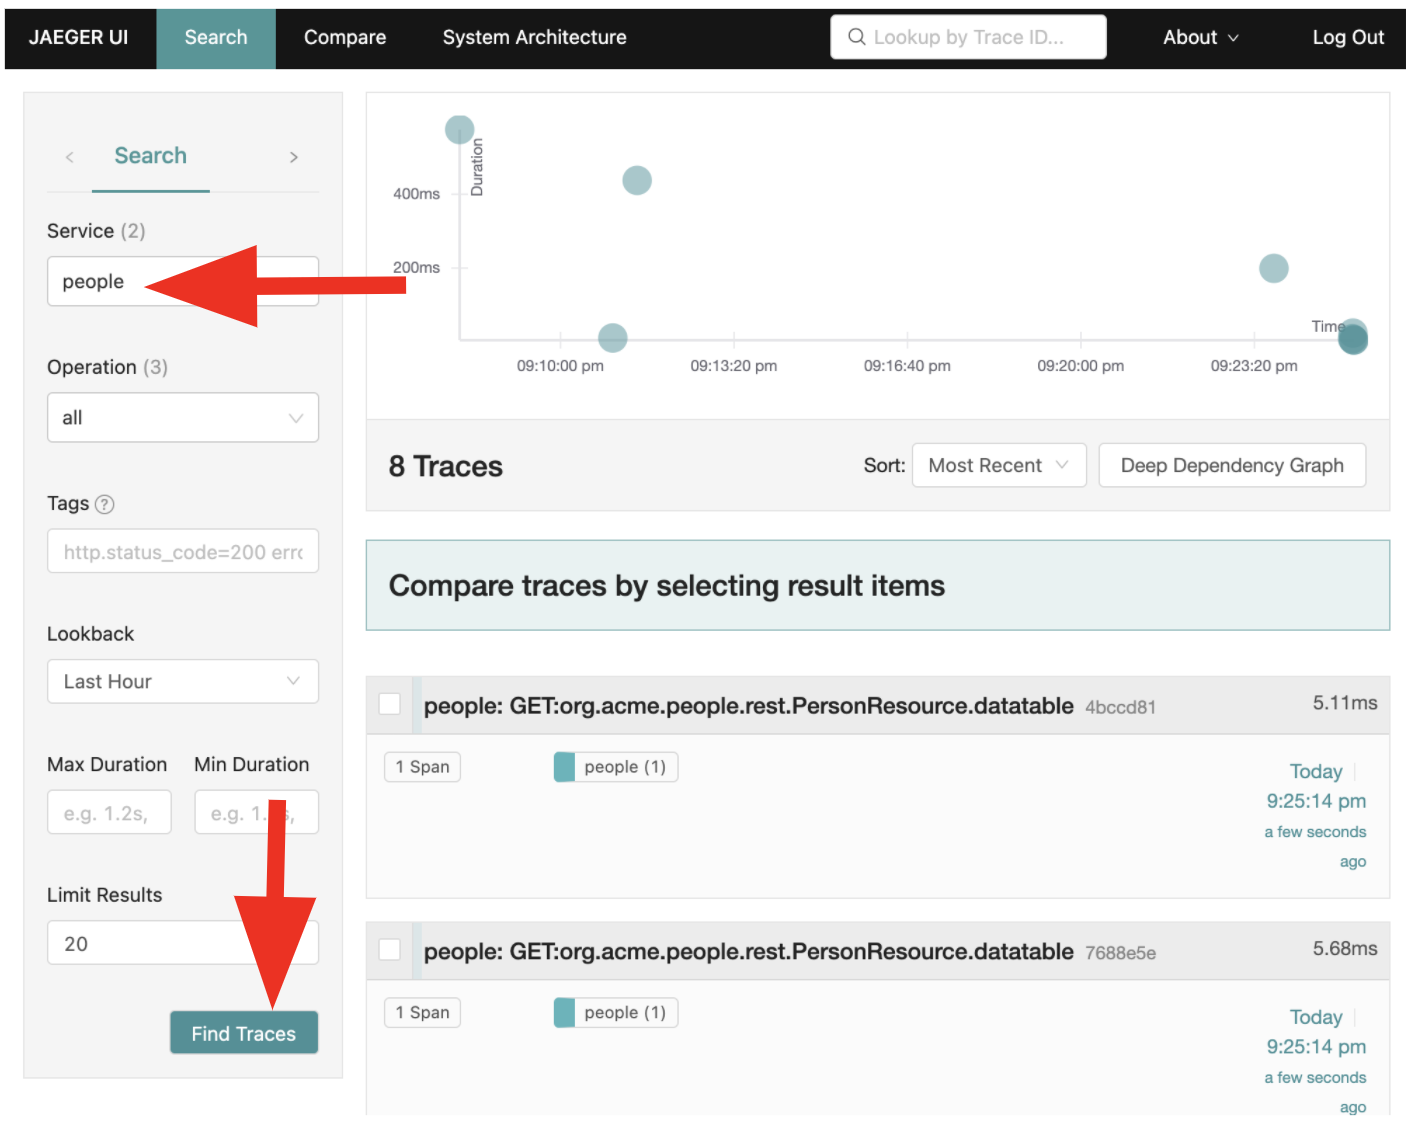 JAEGER UI Search Compare System Architecture Lookup by Trace ID... About Log Out
Search
Service (2)
people
Operation (3)
all
Tags ?
http.status_code=200 erro
Lookback
Last Hour
Max Duration Min Duration
e.g. 1.2s, e.g. 1.
Limit Results
20
Find Traces
Duration
400ms
200ms
Time
09:10:00 pm 09:13:20 pm 09:16:40 pm 09:20:00 pm 09:23:20 pm
8 Traces Sort: Most Recent Deep Dependency Graph
Compare traces by selecting result items
people: GET:org.acme.people.rest.PersonResource.datatable 4bccd81 5.11ms
1 Span people (1) Today
9:25:14 pm
a few seconds
ago
people: GET:org.acme.people.rest.PersonResource.datatable 7688e5e 5.68ms
1 Span people (1) Today
9:25:14 pm
a few seconds
ago